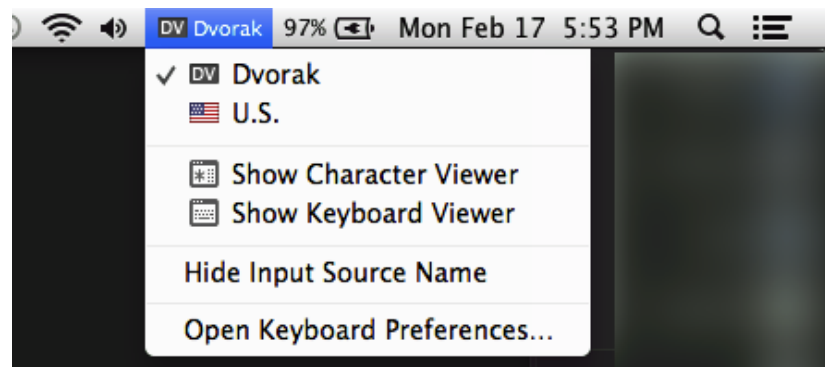 DV Dvorak 97% Mon Feb 17 5:53 PM
DV Dvorak
U.S.
Show Character Viewer
Show Keyboard Viewer
Hide Input Source Name
Open Keyboard Preferences...